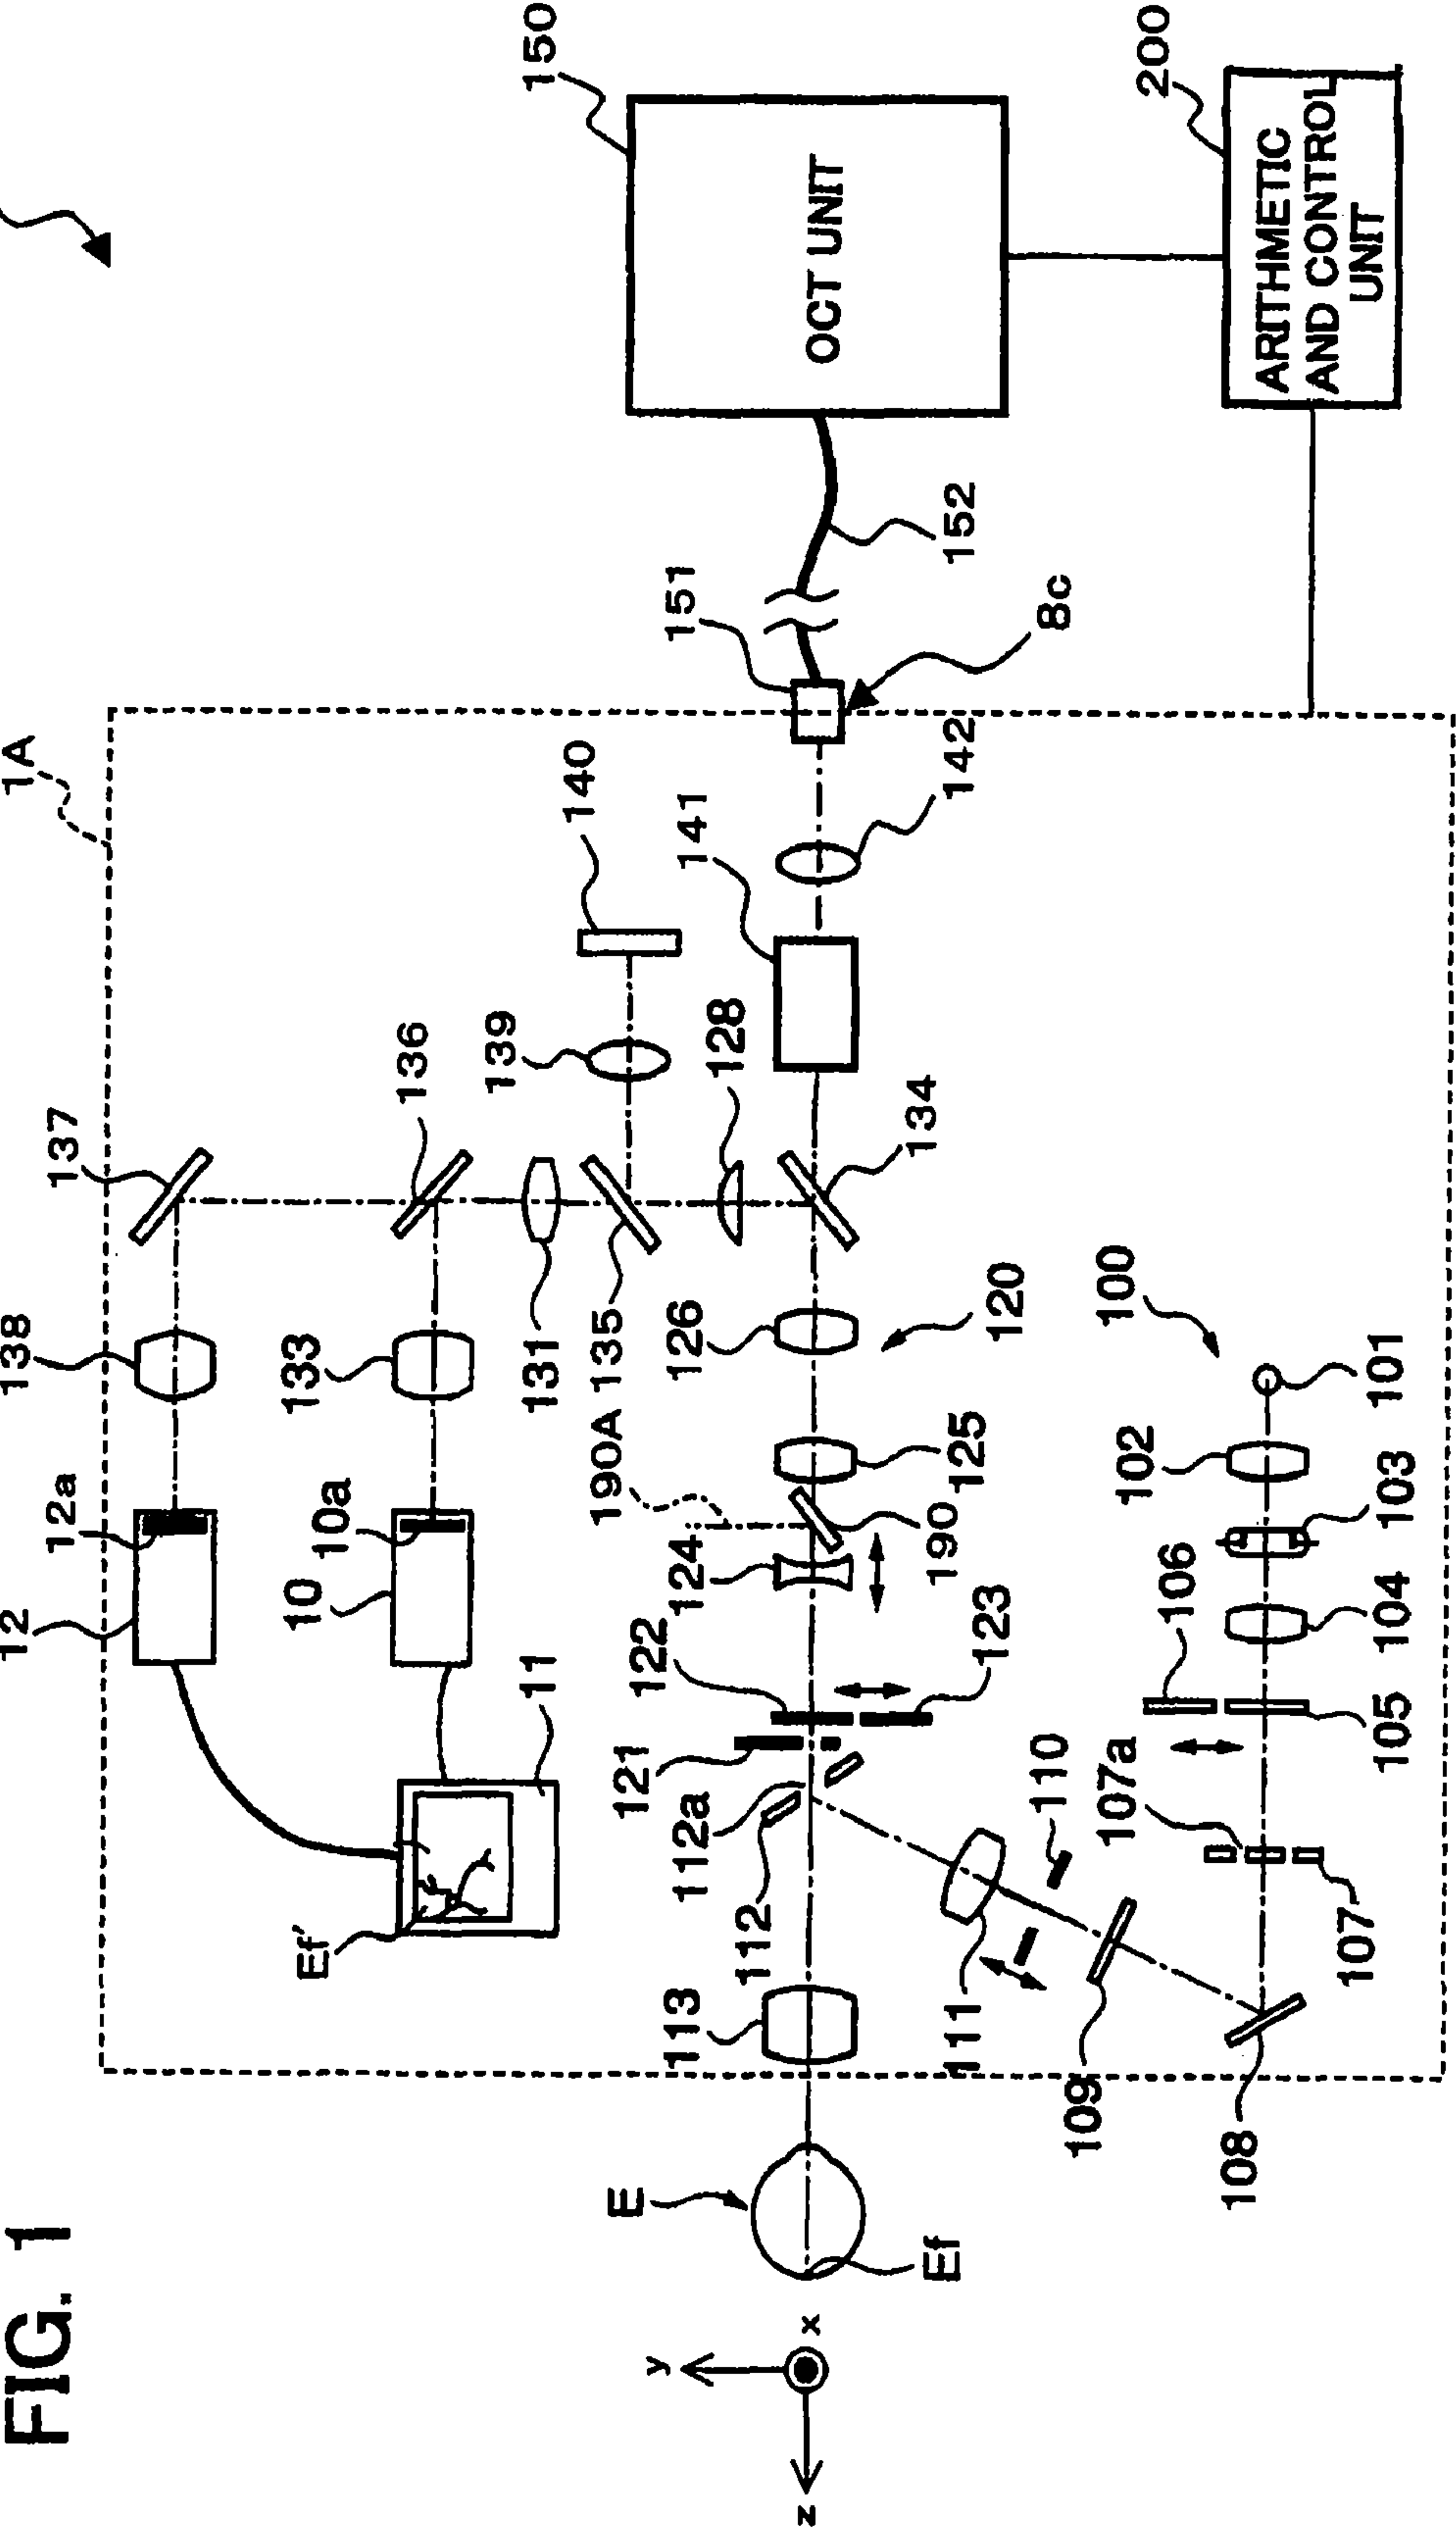 FIG. 1
1A
150
OCT UNIT
200
ARITHMETIC
AND CONTROL
UNIT
152
151
8c
142
141
140
139
128
134
137
136
131
135
138
133
126
120
100
12
12a
10
10a
11
Ef'
190A
190
125
124
122
123
121
112a
112
113
111
110
109
108
107
107a
106
105
104
103
102
101
E
Ef
y
x
z